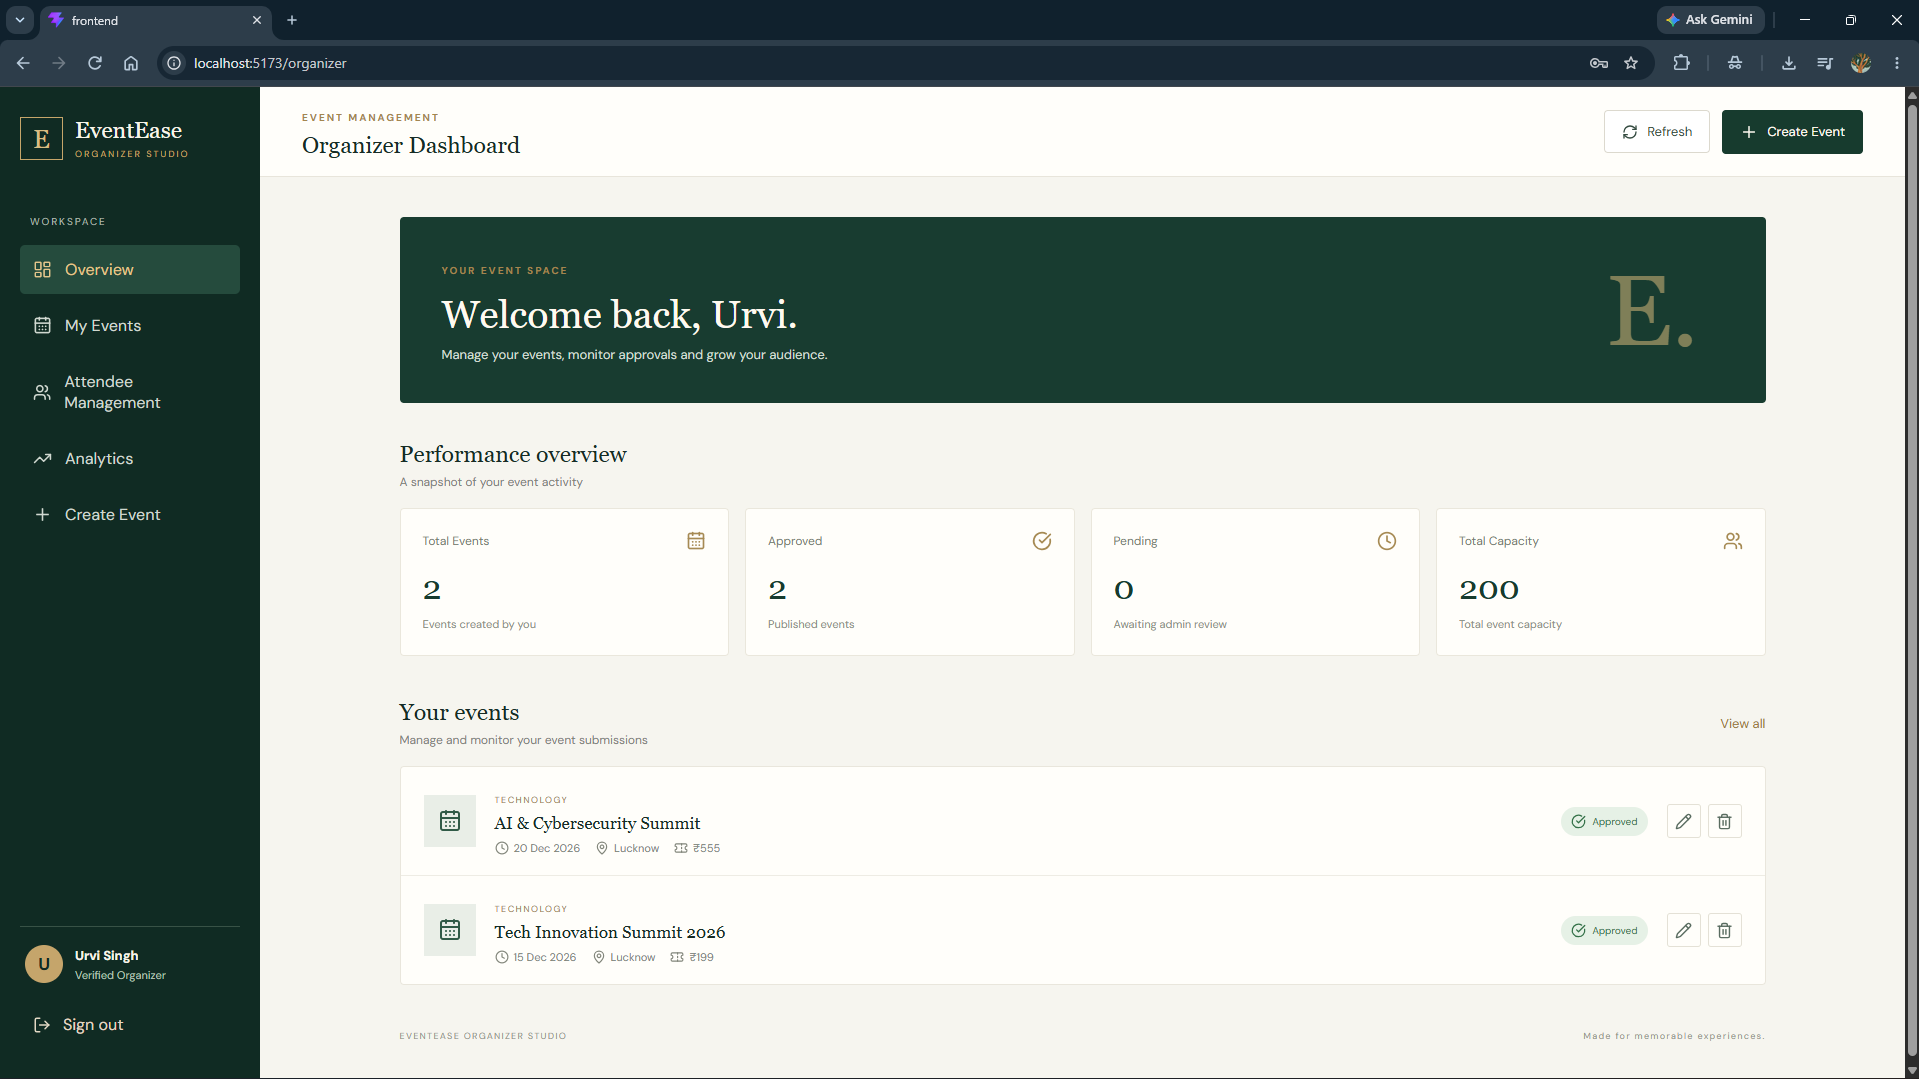 frontend
Ask Gemini
localhost:5173/organizer
E
EventEase
ORGANIZER STUDIO
WORKSPACE
Overview
My Events
Attendee
Management
Analytics
Create Event
U
Urvi Singh
Verified Organizer
Sign out
EVENT MANAGEMENT
Organizer Dashboard
Refresh
Create Event
YOUR EVENT SPACE
Welcome back, Urvi.
Manage your events, monitor approvals and grow your audience.
E.
Performance overview
A snapshot of your event activity
Total Events
2
Events created by you
Approved
2
Published events
Pending
0
Awaiting admin review
Total Capacity
200
Total event capacity
Your events
Manage and monitor your event submissions
View all
TECHNOLOGY
AI & Cybersecurity Summit
20 Dec 2026 Lucknow ₹555
Approved
TECHNOLOGY
Tech Innovation Summit 2026
15 Dec 2026 Lucknow ₹199
Approved
EVENTEASE ORGANIZER STUDIO
Made for memorable experiences.